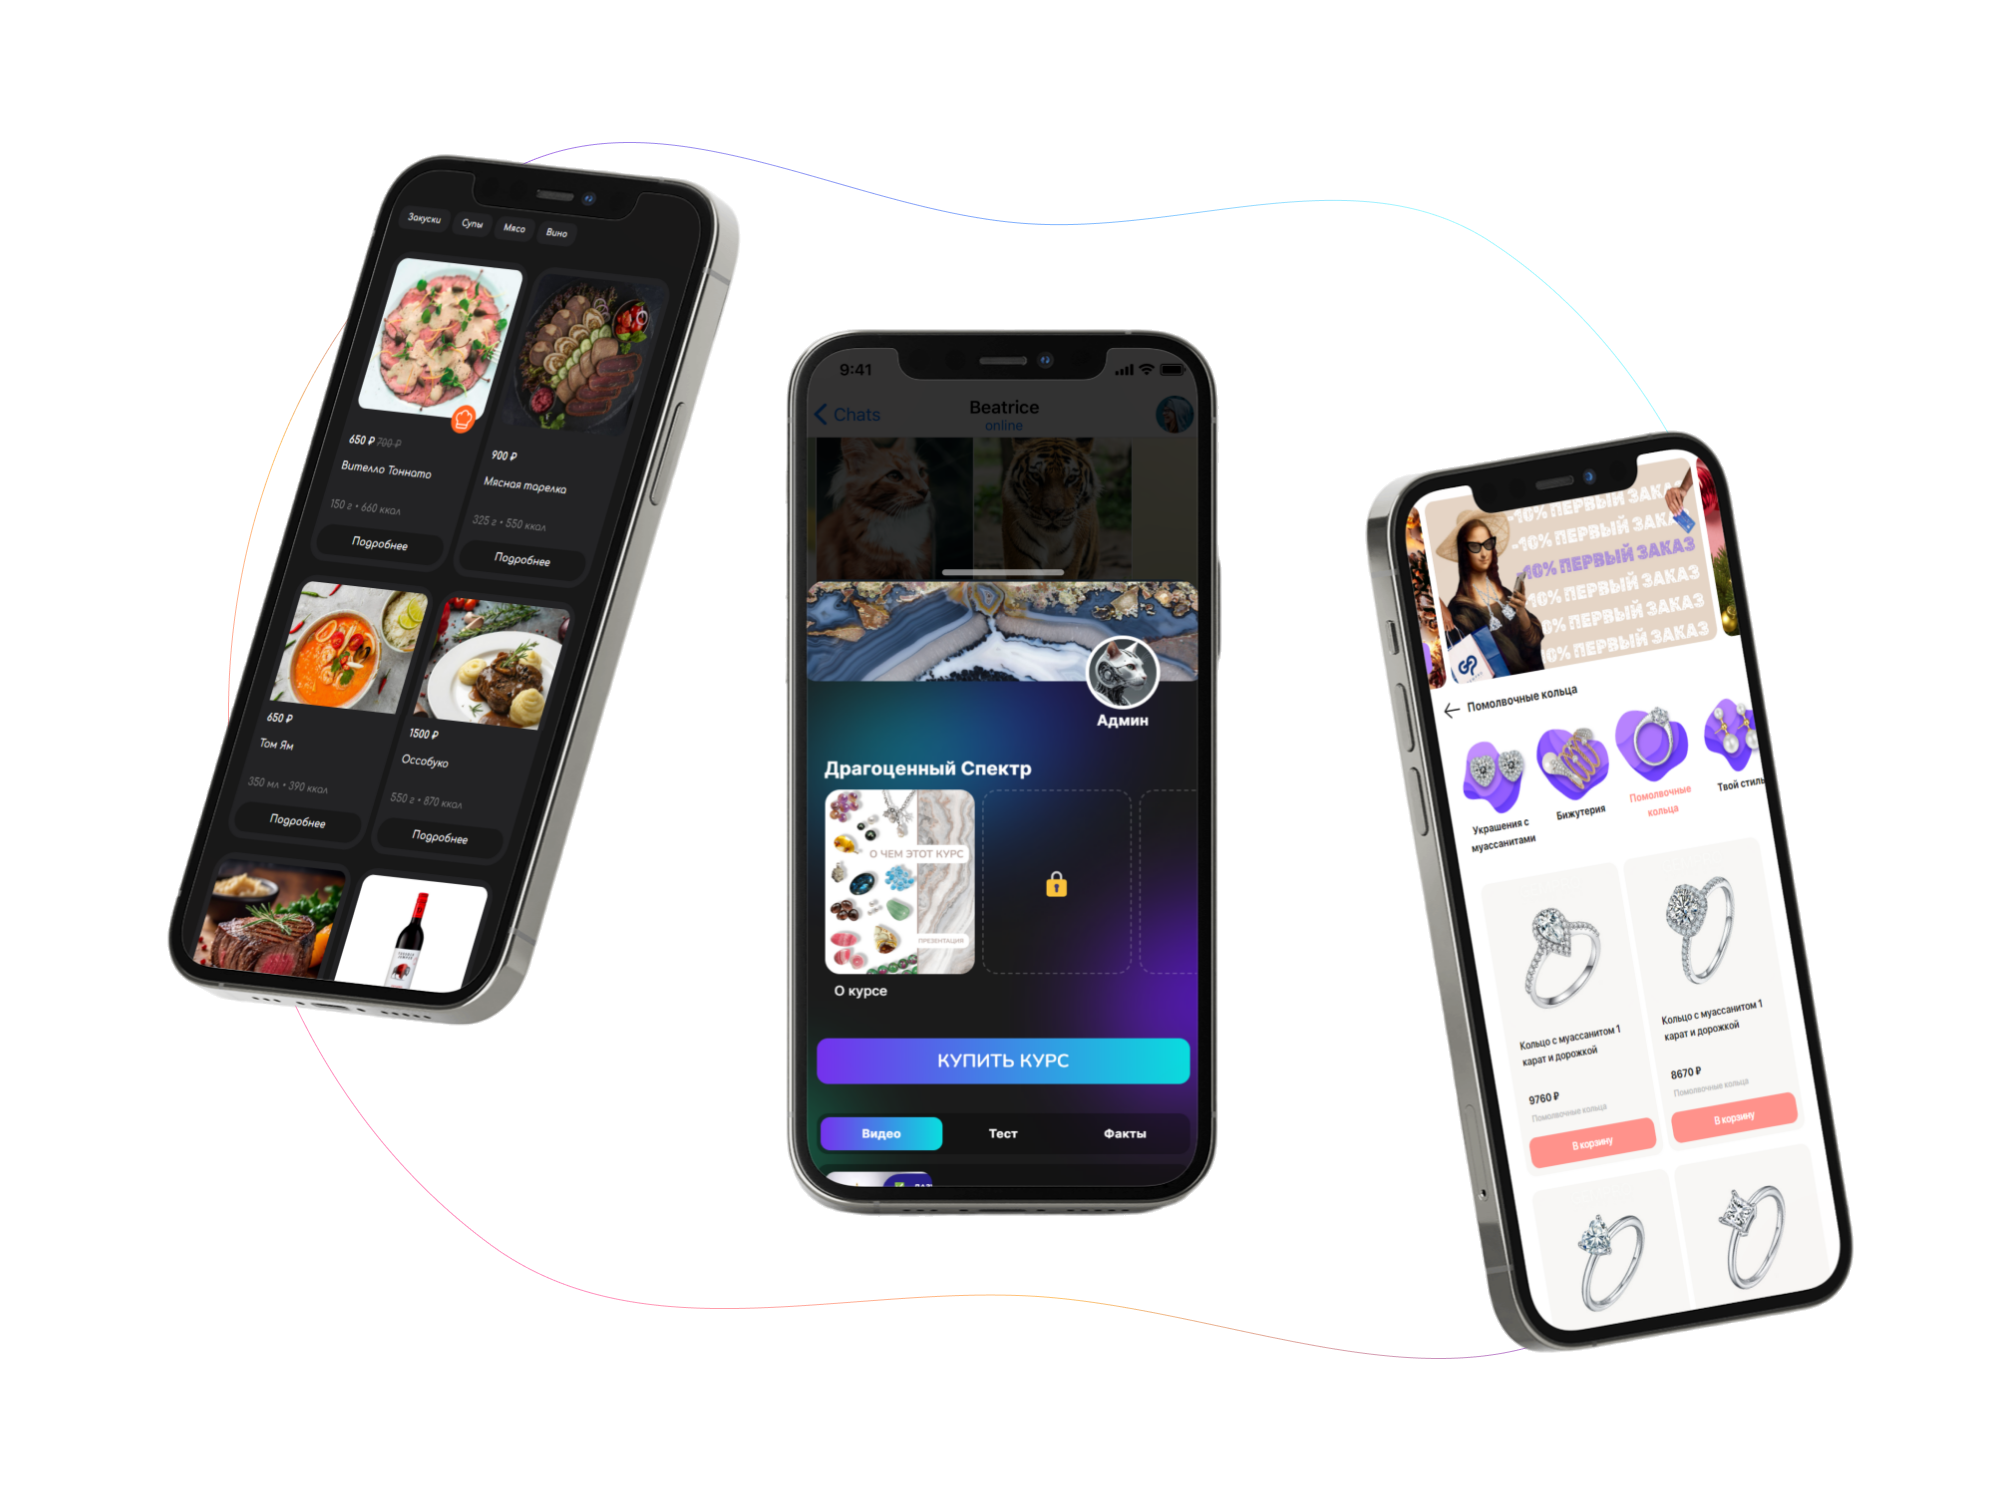 Закуски
Супы
Мясо
Вино
650 ₽ 700 ₽
Вителло Тоннато
150 г • 660 ккал
Подробнее
900 ₽
Мясная тарелка
325 г • 550 ккал
Подробнее
650 ₽
Том Ям
350 мл • 390 ккал
Подробнее
1500 ₽
Оссобуко
550 г • 870 ккал
Подробнее
9:41
Chats
Beatrice
online
Админ
Драгоценный Спектр
О ЧЕМ ЭТОТ КУРС
ПРЕЗЕНТАЦИЯ
О курсе
КУПИТЬ КУРС
Видео
Тест
Факты
-10% ПЕРВЫЙ ЗАКАЗ
-10% ПЕРВЫЙ ЗАКАЗ
-10% ПЕРВЫЙ ЗАКАЗ
10% ПЕРВЫЙ ЗАКАЗ
0% ПЕРВЫЙ ЗАКАЗ
10% ПЕРВЫЙ ЗАКАЗ
Помолвочные кольца
Украшения с
муассанитами
Бижутерия
Помолвочные
кольца
Твой стиль
Кольцо с муассанитом 1
карат и дорожкой
9760 ₽
Помолвочные кольца
В корзину
Кольцо с муассанитом 1
карат и дорожкой
8670 ₽
Помолвочные кольца
В корзину